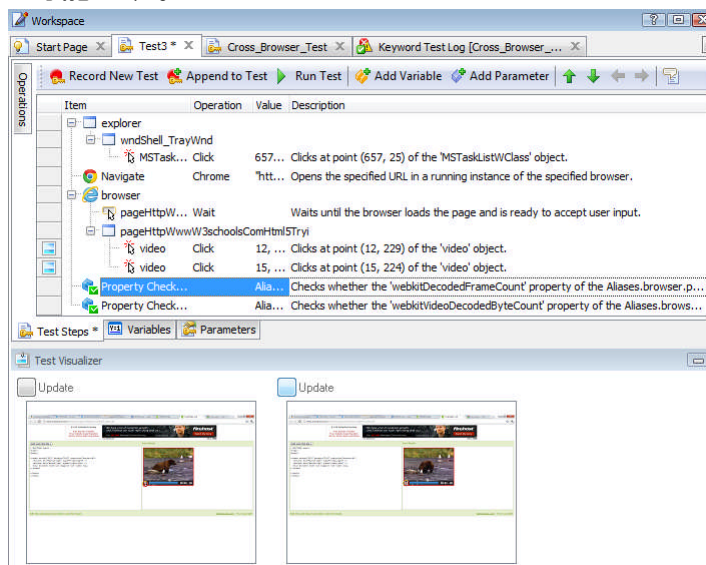 Workspace
Start Page Test3 * Cross_Browser_Test Keyword Test Log [Cross_Browser_...
Record New Test Append to Test Run Test Add Variable Add Parameter
Operations
Item Operation Value Description
explorer
wndShell_TrayWnd
MSTask... Click 657... Clicks at point (657, 25) of the 'MSTaskListWClass' object.
Navigate Chrome "htt... Opens the specified URL in a running instance of the specified browser.
browser
pageHttpW... Wait Waits until the browser loads the page and is ready to accept user input.
pageHttpWwwW3schoolsComHtml5Tryi
video Click 12, ... Clicks at point (12, 229) of the 'video' object.
video Click 15, ... Clicks at point (15, 224) of the 'video' object.
Property Check... Alia... Checks whether the 'webkitDecodedFrameCount' property of the Aliases.browser.p...
Property Check... Alia... Checks whether the 'webkitVideoDecodedByteCount' property of the Aliases.brows...
Test Steps * Variables Parameters
Test Visualizer
Update Update